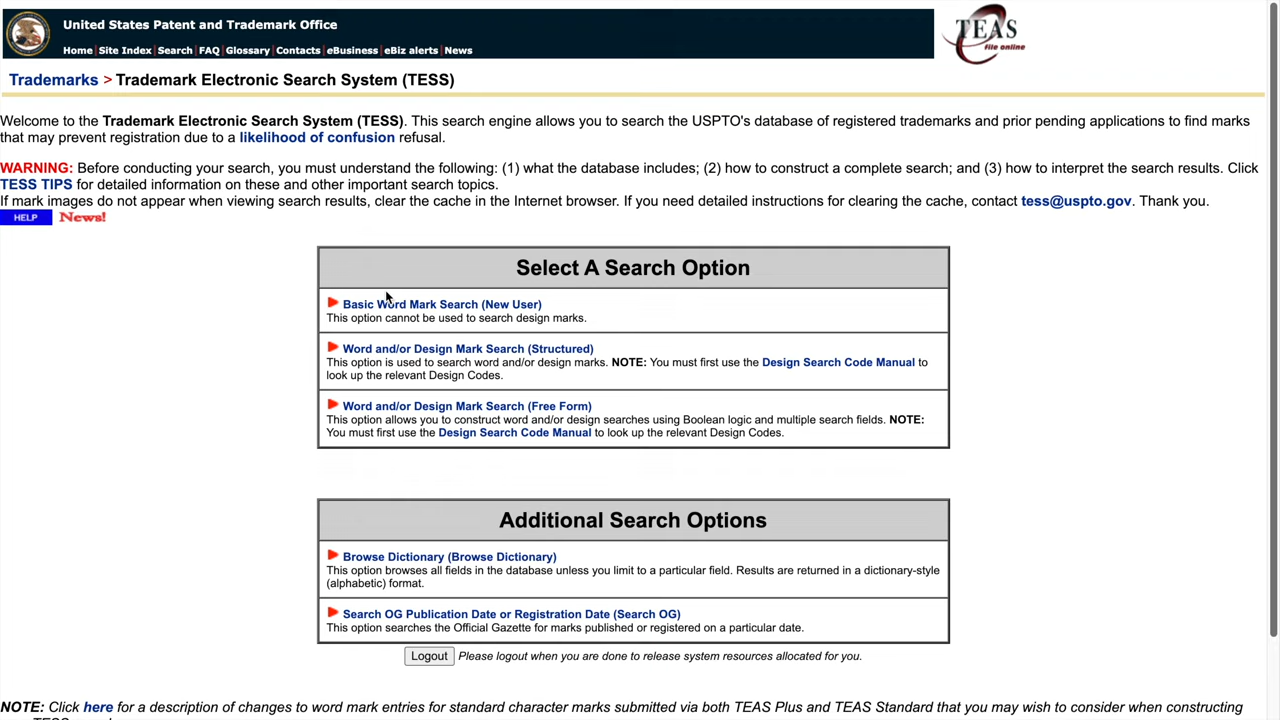 United States Patent and Trademark Office
Home | Site Index | Search | FAQ | Glossary | Contacts | eBusiness | eBiz alerts | News
TEAS
file online
Trademarks > Trademark Electronic Search System (TESS)
Welcome to the Trademark Electronic Search System (TESS). This search engine allows you to search the USPTO's database of registered trademarks and prior pending applications to find marks
that may prevent registration due to a likelihood of confusion refusal.
WARNING: Before conducting your search, you must understand the following: (1) what the database includes; (2) how to construct a complete search; and (3) how to interpret the search results. Click
TESS TIPS for detailed information on these and other important search topics.
If mark images do not appear when viewing search results, clear the cache in the Internet browser. If you need detailed instructions for clearing the cache, contact tess@uspto.gov. Thank you.
HELP News!
Select A Search Option
Basic Word Mark Search (New User)
This option cannot be used to search design marks.
Word and/or Design Mark Search (Structured)
This option is used to search word and/or design marks. NOTE: You must first use the Design Search Code Manual to
look up the relevant Design Codes.
Word and/or Design Mark Search (Free Form)
This option allows you to construct word and/or design searches using Boolean logic and multiple search fields. NOTE:
You must first use the Design Search Code Manual to look up the relevant Design Codes.
Additional Search Options
Browse Dictionary (Browse Dictionary)
This option browses all fields in the database unless you limit to a particular field. Results are returned in a dictionary-style
(alphabetic) format.
Search OG Publication Date or Registration Date (Search OG)
This option searches the Official Gazette for marks published or registered on a particular date.
Logout Please logout when you are done to release system resources allocated for you.
NOTE: Click here for a description of changes to word mark entries for standard character marks submitted via both TEAS Plus and TEAS Standard that you may wish to consider when constructing